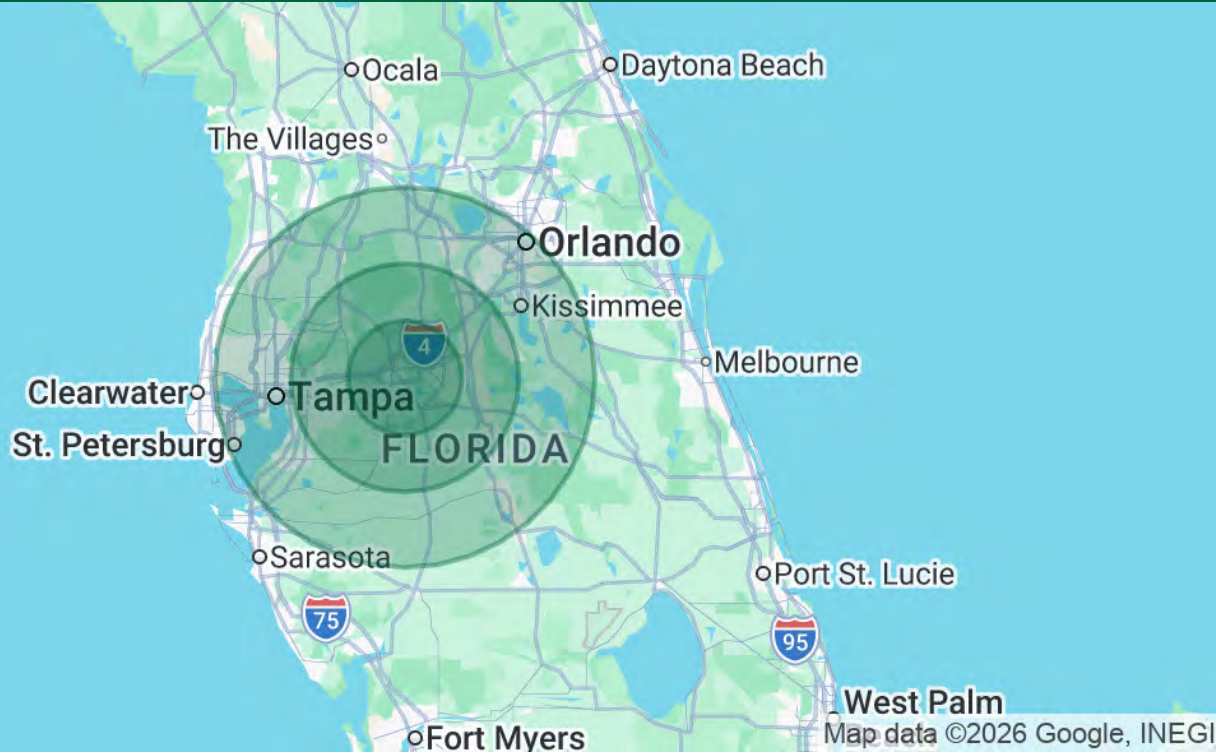 Daytona Beach
Ocala
The Villages
Orlando
Kissimmee
4
Melbourne
Clearwater
Tampa
St. Petersburg
FLORIDA
Sarasota
Port St. Lucie
75
95
West Palm
Beach
Map data ©2026 Google, INEGI
Fort Myers